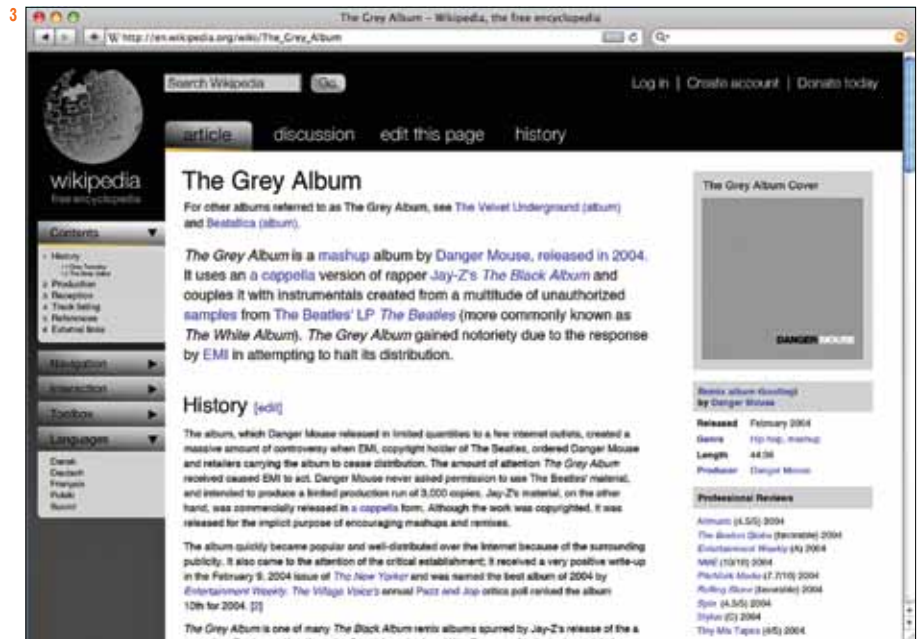 3
The Grey Album – Wikipedia, the free encyclopedia
http://en.wikipedia.org/wiki/The_Grey_Album
Search Wikipedia
Go
Log in | Create account | Donate today
article discussion edit this page history
wikipedia
free encyclopedia
Contents
1 History
2 Production
3 Reception
4 Track listing
5 References
6 External links
Navigation
Interaction
Toolbox
Languages
Dansk
Deutsch
Français
Polski
Suomi
The Grey Album
For other albums referred to as The Grey Album, see The Velvet Underground (album)
and Beatallica (album).
The Grey Album is a mashup album by Danger Mouse, released in 2004.
It uses an a cappella version of rapper Jay-Z's The Black Album and
couples it with instrumentals created from a multitude of unauthorized
samples from The Beatles' LP The Beatles (more commonly known as
The White Album). The Grey Album gained notoriety due to the response
by EMI in attempting to halt its distribution.
History [edit]
The album, which Danger Mouse released in limited quantities to a few internet outlets, created a
massive amount of controversy when EMI, copyright holder of The Beatles, ordered Danger Mouse
and retailers carrying the album to cease distribution. The amount of attention The Grey Album
received caused EMI to act. Danger Mouse never asked permission to use The Beatles' material,
and intended to produce a limited production run of 3,000 copies. Jay-Z's material, on the other
hand, was commercially released in a cappella form. Although the work was copyrighted, it was
released for the implicit purpose of encouraging mashups and remixes.
The album quickly became popular and well-distributed over the Internet because of the surrounding
publicity. It also came to the attention of the critical establishment; it received a very positive write-up
in the February 9, 2004 issue of The New Yorker and was named the best album of 2004 by
Entertainment Weekly. The Village Voice's annual Pazz and Jop critics poll ranked the album
10th for 2004. [2]
The Grey Album is one of many The Black Album remix albums spurred by Jay-Z's release of the a
The Grey Album Cover
DANGER MOUSE
Remix album (bootleg)
by Danger Mouse
Released February 2004
Genre Hip hop, mashup
Length 44:06
Producer Danger Mouse
Professional Reviews
Allmusic (4.5/5) 2004
The Boston Globe (favorable) 2004
Entertainment Weekly (A) 2004
NME (10/10) 2004
Pitchfork Media (7.7/10) 2004
Rolling Stone (favorable) 2004
Spin (4.5/5) 2004
Stylus (C) 2004
Tiny Mix Tapes (4/5) 2004